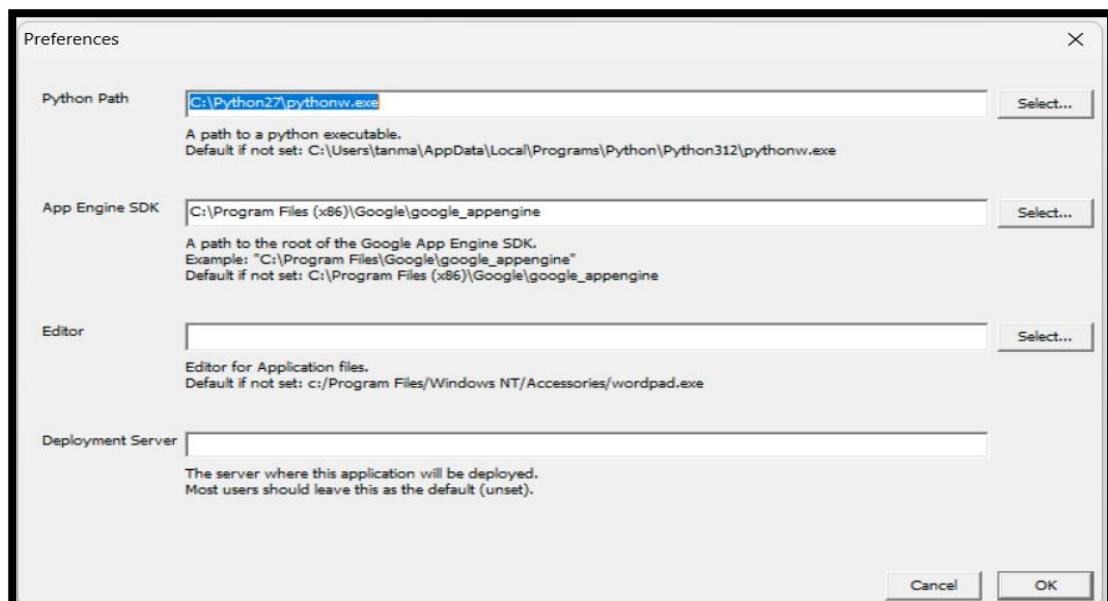 Preferences
Python Path
C:\Python27\pythonw.exe
Select...
A path to a python executable.
Default if not set: C:\Users\tanma\AppData\Local\Programs\Python\Python312\pythonw.exe
App Engine SDK
C:\Program Files (x86)\Google\google_appengine
Select...
A path to the root of the Google App Engine SDK.
Example: "C:\Program Files\Google\google_appengine"
Default if not set: C:\Program Files (x86)\Google\google_appengine
Editor
Select...
Editor for Application files.
Default if not set: c:/Program Files/Windows NT/Accessories/wordpad.exe
Deployment Server
The server where this application will be deployed.
Most users should leave this as the default (unset).
Cancel
OK